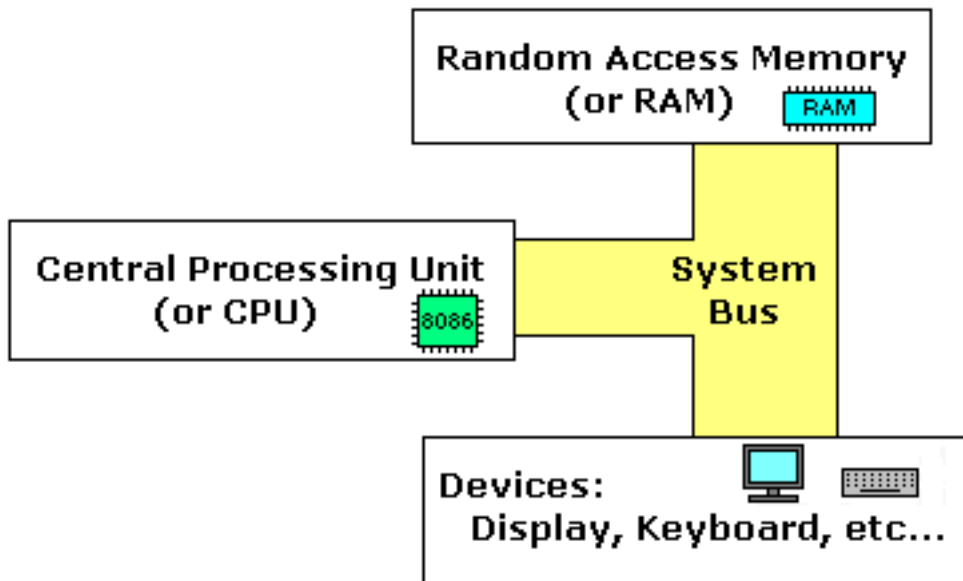 Random Access Memory
(or RAM)
RAM
Central Processing Unit
(or CPU)
8086
System
Bus
Devices:
Display, Keyboard, etc...